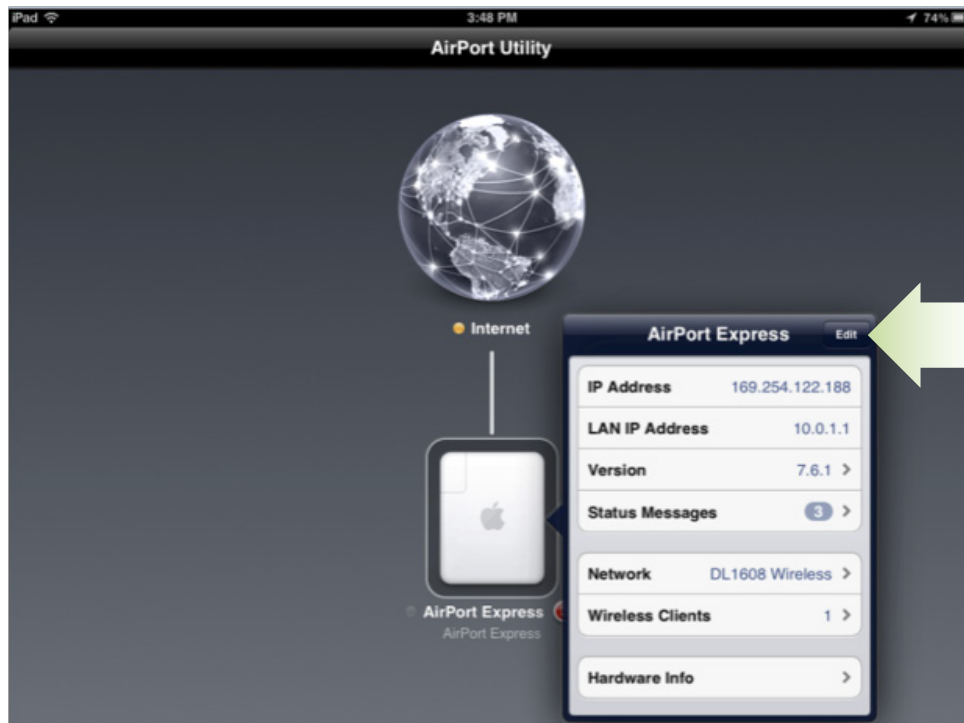 iPad 3:48 PM 74%
AirPort Utility
Internet
AirPort Express Edit
IP Address 169.254.122.188
LAN IP Address 10.0.1.1
Version 7.6.1
Status Messages 3
Network DL1608 Wireless
Wireless Clients 1
Hardware Info
AirPort Express
AirPort Express